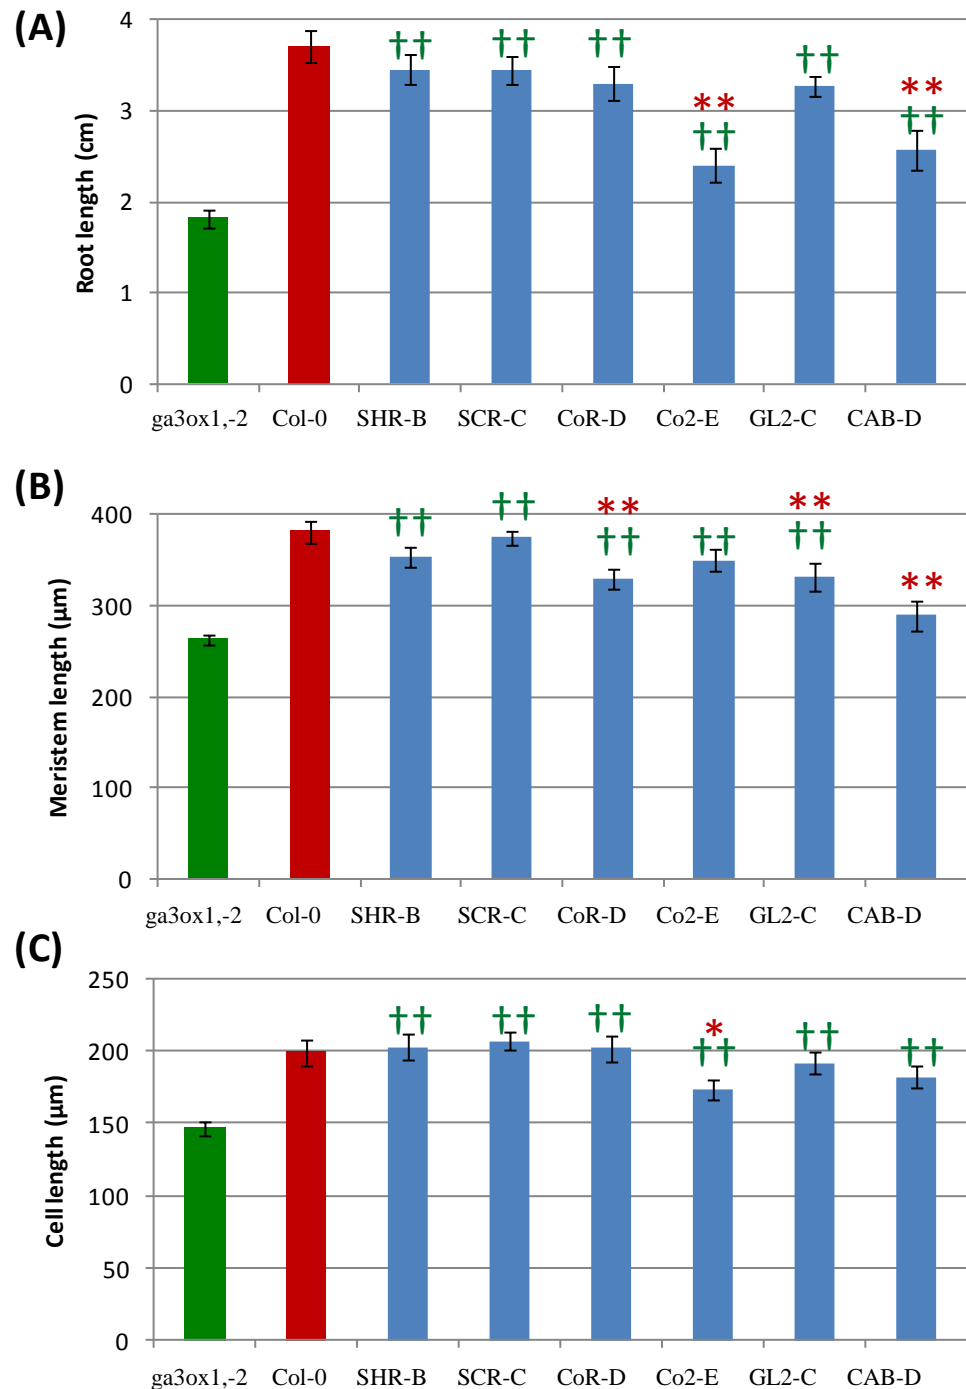 (A)
Root length (cm)
4
3
2
1
0
†† †† †† ** †† †† ** ††
ga3ox1,-2 Col-0 SHR-B SCR-C CoR-D Co2-E GL2-C CAB-D
(B)
Meristem length (µm)
400
300
200
100
0
†† †† ** †† †† ** †† **
ga3ox1,-2 Col-0 SHR-B SCR-C CoR-D Co2-E GL2-C CAB-D
(C)
Cell length (µm)
250
200
150
100
50
0
†† †† †† * †† †† ††
ga3ox1,-2 Col-0 SHR-B SCR-C CoR-D Co2-E GL2-C CAB-D